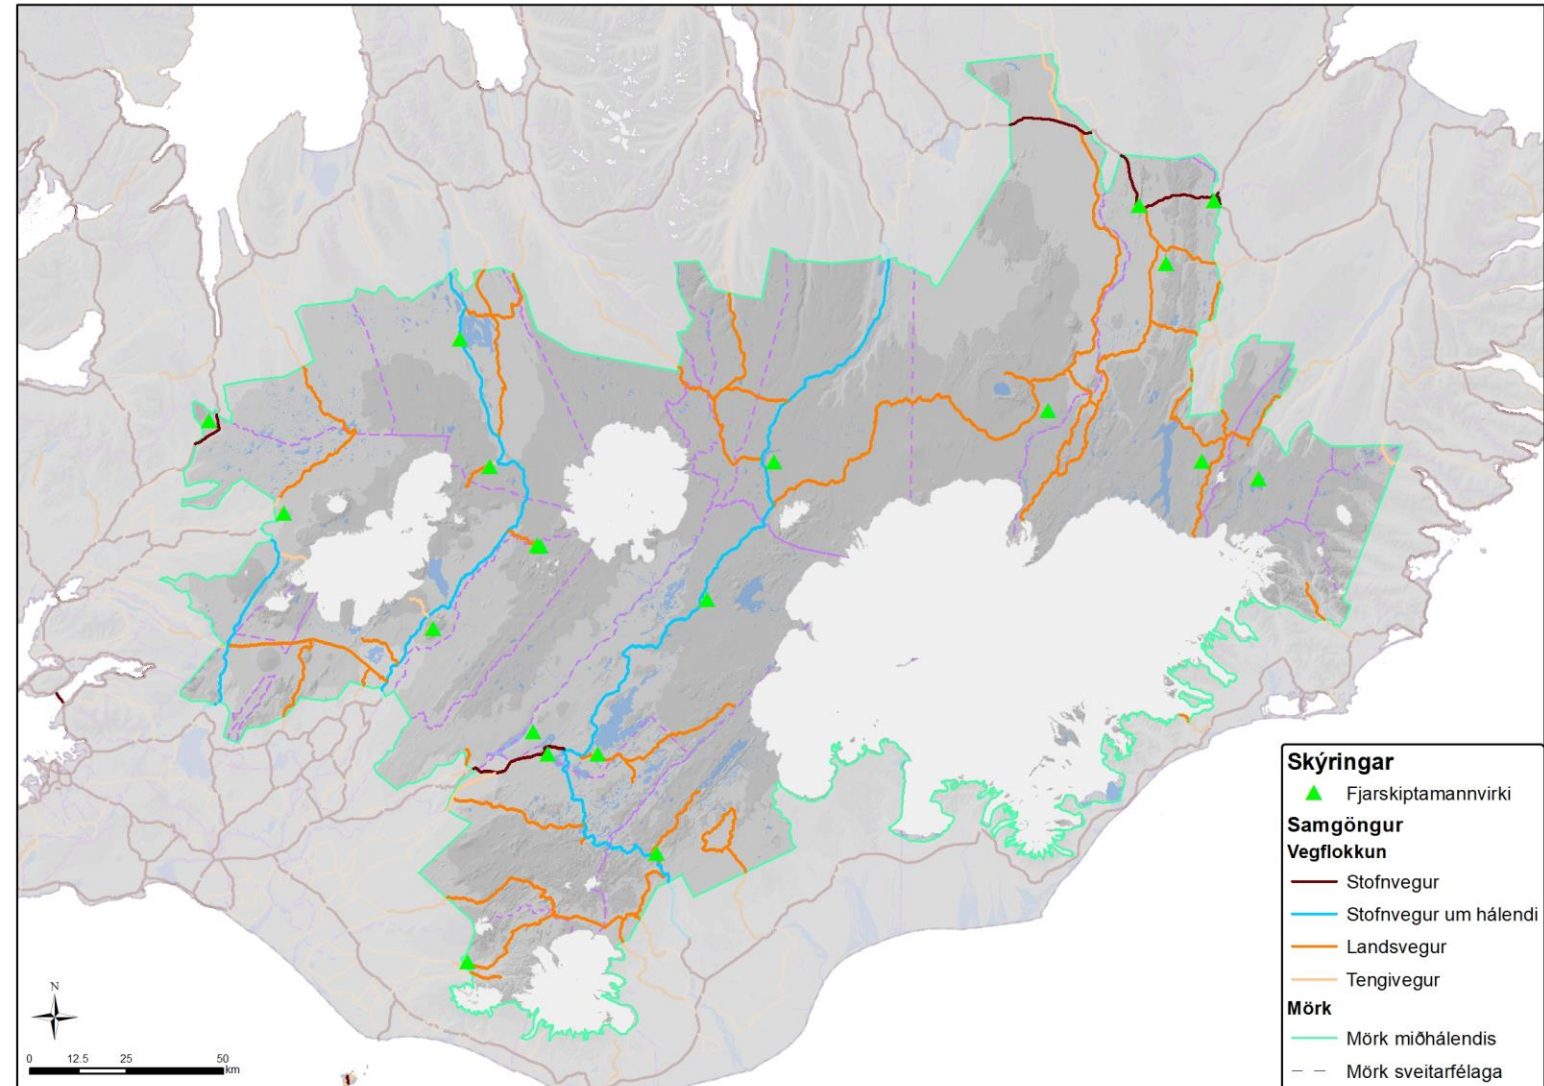 Skýringar
Fjarskiptamannvirki
Samgöngur
Vegflokkun
Stofnvegur
Stofnvegur um hálendi
Landsvegur
Tengivegur
Mörk
Mörk miðhálendis
Mörk sveitarfélaga
N
0 12.5 25 50
km